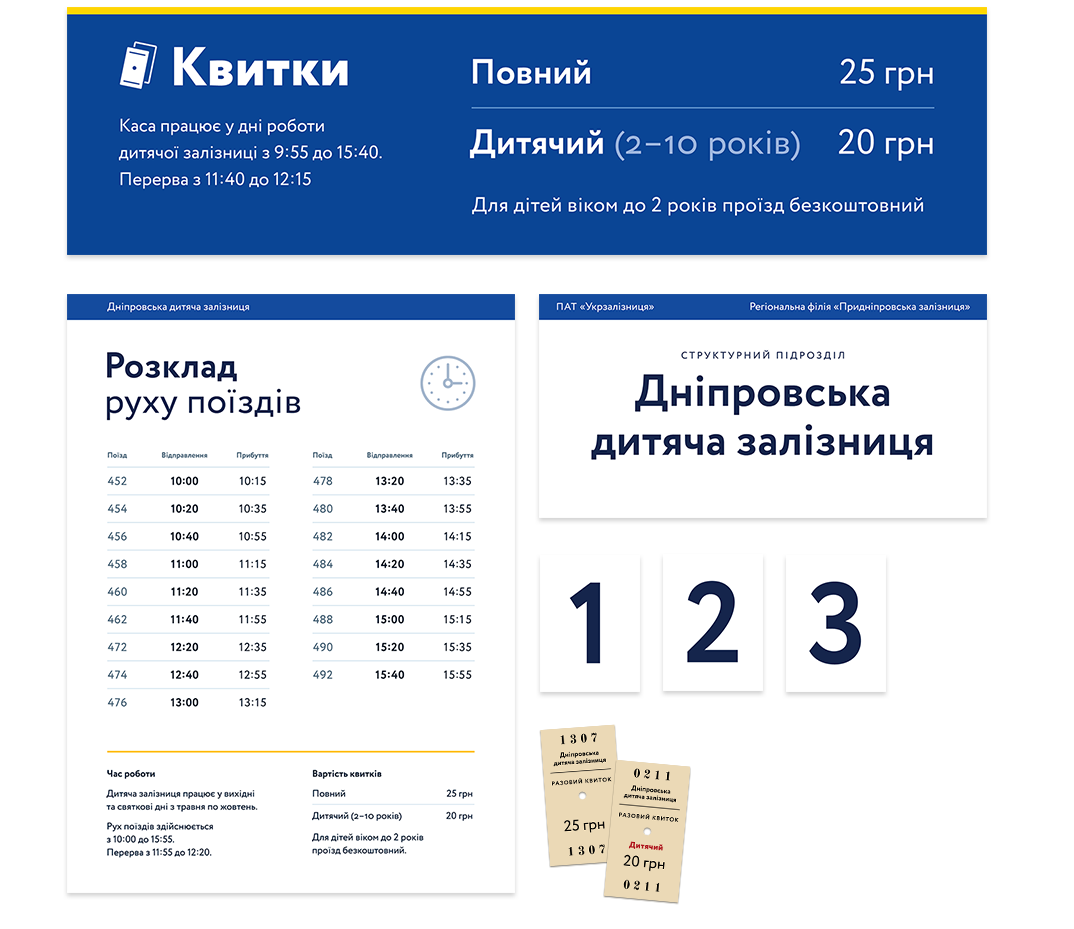 Квитки
Каса працює у дні роботи
дитячої залізниці з 9:55 до 15:40.
Перерва з 11:40 до 12:15
Повний 25 грн
Дитячий (2–10 років) 20 грн
Для дітей віком до 2 років проїзд безкоштовний
Дніпровська дитяча залізниця
Розклад
руху поїздів
Поїзд Відправлення Прибуття
452 10:00 10:15
454 10:20 10:35
456 10:40 10:55
458 11:00 11:15
460 11:20 11:35
462 11:40 11:55
472 12:20 12:35
474 12:40 12:55
476 13:00 13:15
Поїзд Відправлення Прибуття
478 13:20 13:35
480 13:40 13:55
482 14:00 14:15
484 14:20 14:35
486 14:40 14:55
488 15:00 15:15
490 15:20 15:35
492 15:40 15:55
Час роботи
Дитяча залізниця працює у вихідні
та святкові дні з травня по жовтень.
Рух поїздів здійснюється
з 10:00 до 15:55.
Перерва з 11:55 до 12:20.
Вартість квитків
Повний 25 грн
Дитячий (2–10 років) 20 грн
Для дітей віком до 2 років
проїзд безкоштовний.
ПАТ «Укрзалізниця» Регіональна філія «Придніпровська залізниця»
СТРУКТУРНИЙ ПІДРОЗДІЛ
Дніпровська
дитяча залізниця
1 2 3
1307
Дніпровська
дитяча залізниця
РАЗОВИЙ КВИТОК
25 грн
1307
0211
Дніпровська
дитяча залізниця
РАЗОВИЙ КВИТОК
Дитячий
20 грн
0211